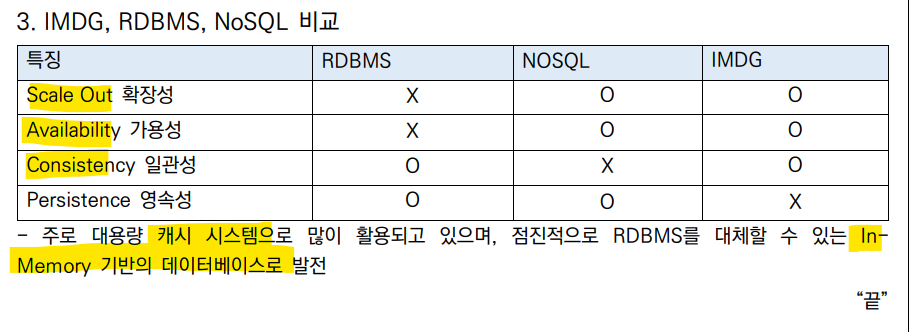 3. IMDG, RDBMS, NoSQL 비교
특징 RDBMS NOSQL IMDG
Scale Out 확장성 X O O
Availability 가용성 X O O
Consistency 일관성 O X O
Persistence 영속성 O O X
- 주로 대용량 캐시 시스템으로 많이 활용되고 있으며, 점진적으로 RDBMS를 대체할 수 있는 In-
Memory 기반의 데이터베이스로 발전
“끝”